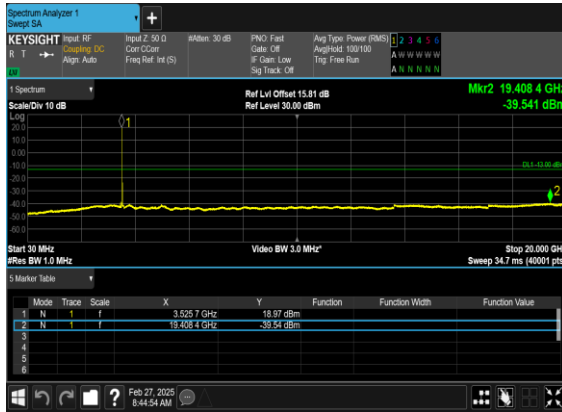 Spectrum Analyzer 1
Swept SA
+
KEYSIGHT Input: RF Input Z: 50 Ω #Atten: 30 dB PNO: Fast Avg Type: Power (RMS) 1 2 3 4 5 6
R T Coupling: DC Corr CCorr Gate: Off Avg|Hold: 100/100 A W W W W W
Align: Auto Freq Ref: Int (S) IF Gain: Low Trig: Free Run
LU Sig Track: Off A N N N N N
1 Spectrum Ref Lvl Offset 15.81 dB Mkr2 19.408 4 GHz
Scale/Div 10 dB Ref Level 30.00 dBm -39.541 dBm
Log
20.0
10.0
0.00
-10.0
-20.0
-30.0
-40.0
-50.0
-60.0
1
DL1 -13.00 dBm
2
Start 30 MHz Video BW 3.0 MHz* Stop 20.000 GH
#Res BW 1.0 MHz Sweep 34.7 ms (40001 pts
5 Marker Table
Mode Trace Scale X Y Function Function Width Function Value
1 N 1 f 3.525 7 GHz 18.97 dBm
2 N 1 f 19.408 4 GHz -39.54 dBm
3
4
5
6
? Feb 27, 2025
8:44:54 AM